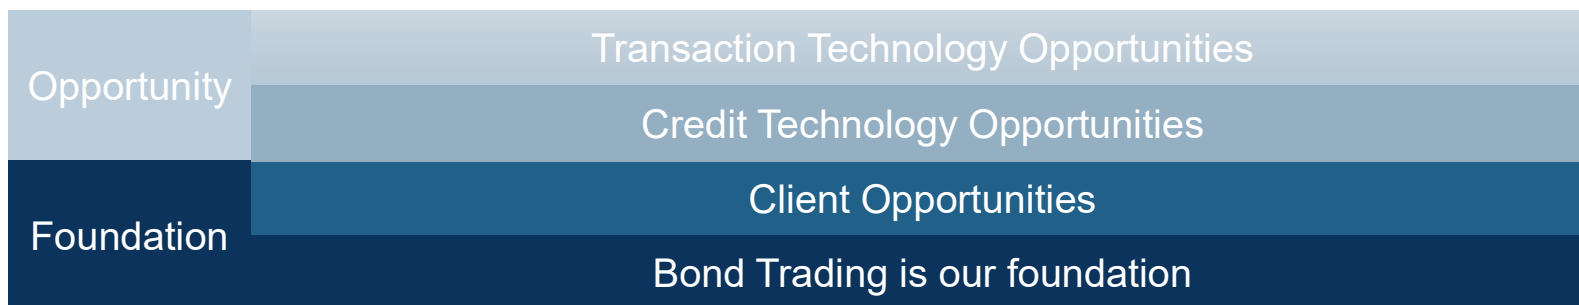 Opportunity
Transaction Technology Opportunities
Credit Technology Opportunities
Foundation
Client Opportunities
Bond Trading is our foundation